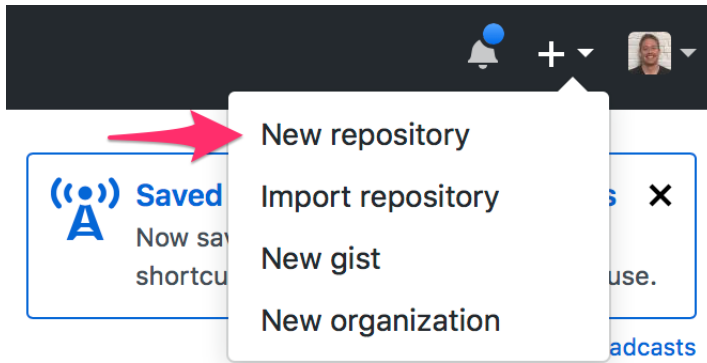 New repository
Saved
s
Import repository
Now sav
New gist
shortcu
use.
New organization
adcasts